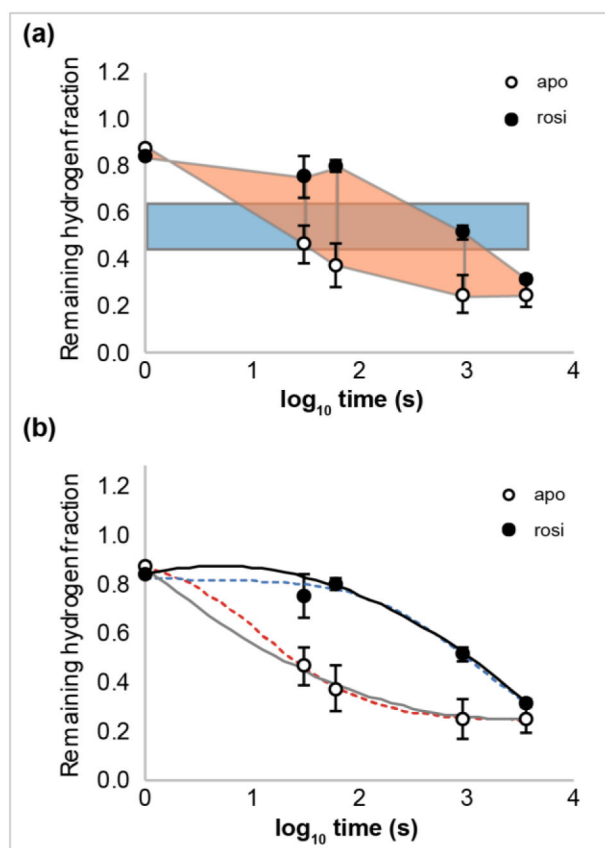 (a)
1.2
1.0
0.8
0.6
0.4
0.2
0.0
Remaining hydrogen fraction
apo
rosi
0 1 2 3 4
log₁₀ time (s)
(b)
1.2
1.0
0.8
0.6
0.4
0.2
0.0
Remaining hydrogen fraction
apo
rosi
0 1 2 3 4
log₁₀ time (s)